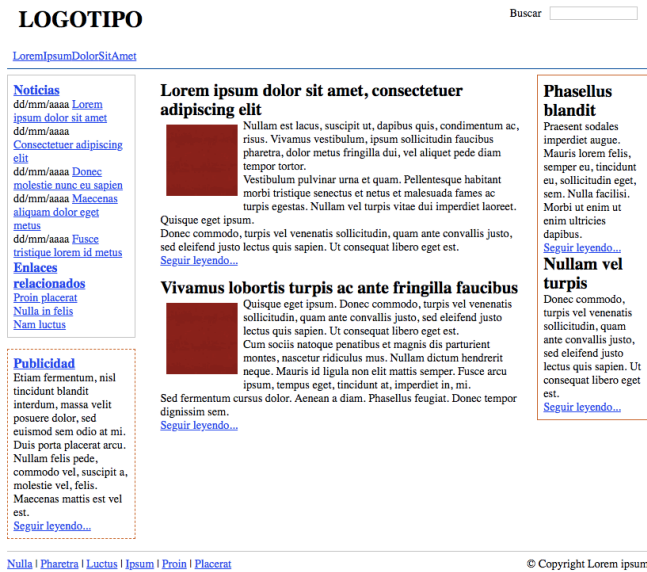 LOGOTIPO
Buscar
LoremIpsumDolorSitAmet
Noticias
dd/mm/aaaa Lorem
ipsum dolor sit amet
dd/mm/aaaa
Consectetuer adipiscing
elit
dd/mm/aaaa Donec
molestie nunc eu sapien
dd/mm/aaaa Maecenas
aliquam dolor eget
metus
dd/mm/aaaa Fusce
tristique lorem id metus
Enlaces
relacionados
Proin placerat
Nulla in felis
Nam luctus
Publicidad
Etiam fermentum, nisl
tincidunt blandit
interdum, massa velit
posuere dolor, sed
euismod sem odio at mi.
Duis porta placerat arcu.
Nullam felis pede,
commodo vel, suscipit a,
molestie vel, felis.
Maecenas mattis est vel
est.
Seguir leyendo...
Lorem ipsum dolor sit amet, consectetuer
adipiscing elit
Nullam est lacus, suscipit ut, dapibus quis, condimentum ac,
risus. Vivamus vestibulum, ipsum sollicitudin faucibus
pharetra, dolor metus fringilla dui, vel aliquet pede diam
tempor tortor.
Vestibulum pulvinar urna et quam. Pellentesque habitant
morbi tristique senectus et netus et malesuada fames ac
turpis egestas. Nullam vel turpis vitae dui imperdiet laoreet.
Quisque eget ipsum.
Donec commodo, turpis vel venenatis sollicitudin, quam ante convallis justo,
sed eleifend justo lectus quis sapien. Ut consequat libero eget est.
Seguir leyendo...
Vivamus lobortis turpis ac ante fringilla faucibus
Quisque eget ipsum. Donec commodo, turpis vel venenatis
sollicitudin, quam ante convallis justo, sed eleifend justo
lectus quis sapien. Ut consequat libero eget est.
Cum sociis natoque penatibus et magnis dis parturient
montes, nascetur ridiculus mus. Nullam dictum hendrerit
neque. Mauris id ligula non elit mattis semper. Fusce arcu
ipsum, tempus eget, tincidunt at, imperdiet in, mi.
Sed fermentum cursus dolor. Aenean a diam. Phasellus feugiat. Donec tempor
dignissim sem.
Seguir leyendo...
Phasellus
blandit
Praesent sodales
imperdiet augue.
Mauris lorem felis,
semper eu, tincidunt
eu, sollicitudin eget,
sem. Nulla facilisi.
Morbi ut enim ut
enim ultricies
dapibus.
Seguir leyendo...
Nullam vel
turpis
Donec commodo,
turpis vel venenatis
sollicitudin, quam
ante convallis justo,
sed eleifend justo
lectus quis sapien. Ut
consequat libero eget
est.
Seguir leyendo...
Nulla | Pharetra | Luctus | Ipsum | Proin | Placerat
© Copyright Lorem ipsum